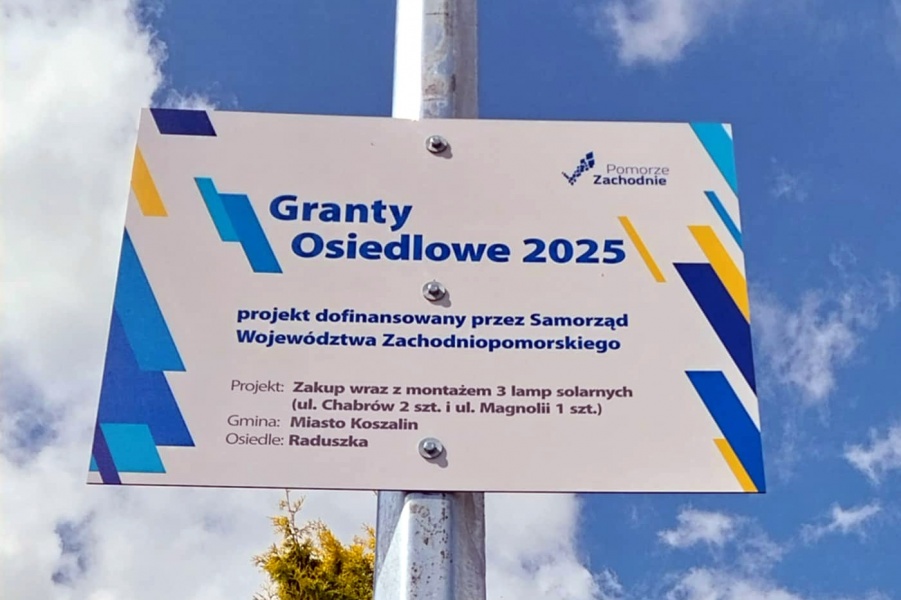 Pomorze
Zachodnie
Granty
Osiedlowe 2025
projekt dofinansowany przez Samorząd
Województwa Zachodniopomorskiego
Projekt: Zakup wraz z montażem 3 lamp solarnych
(ul. Chabrów 2 szt. i ul. Magnolii 1 szt.)
Gmina: Miasto Koszalin
Osiedle: Raduszka